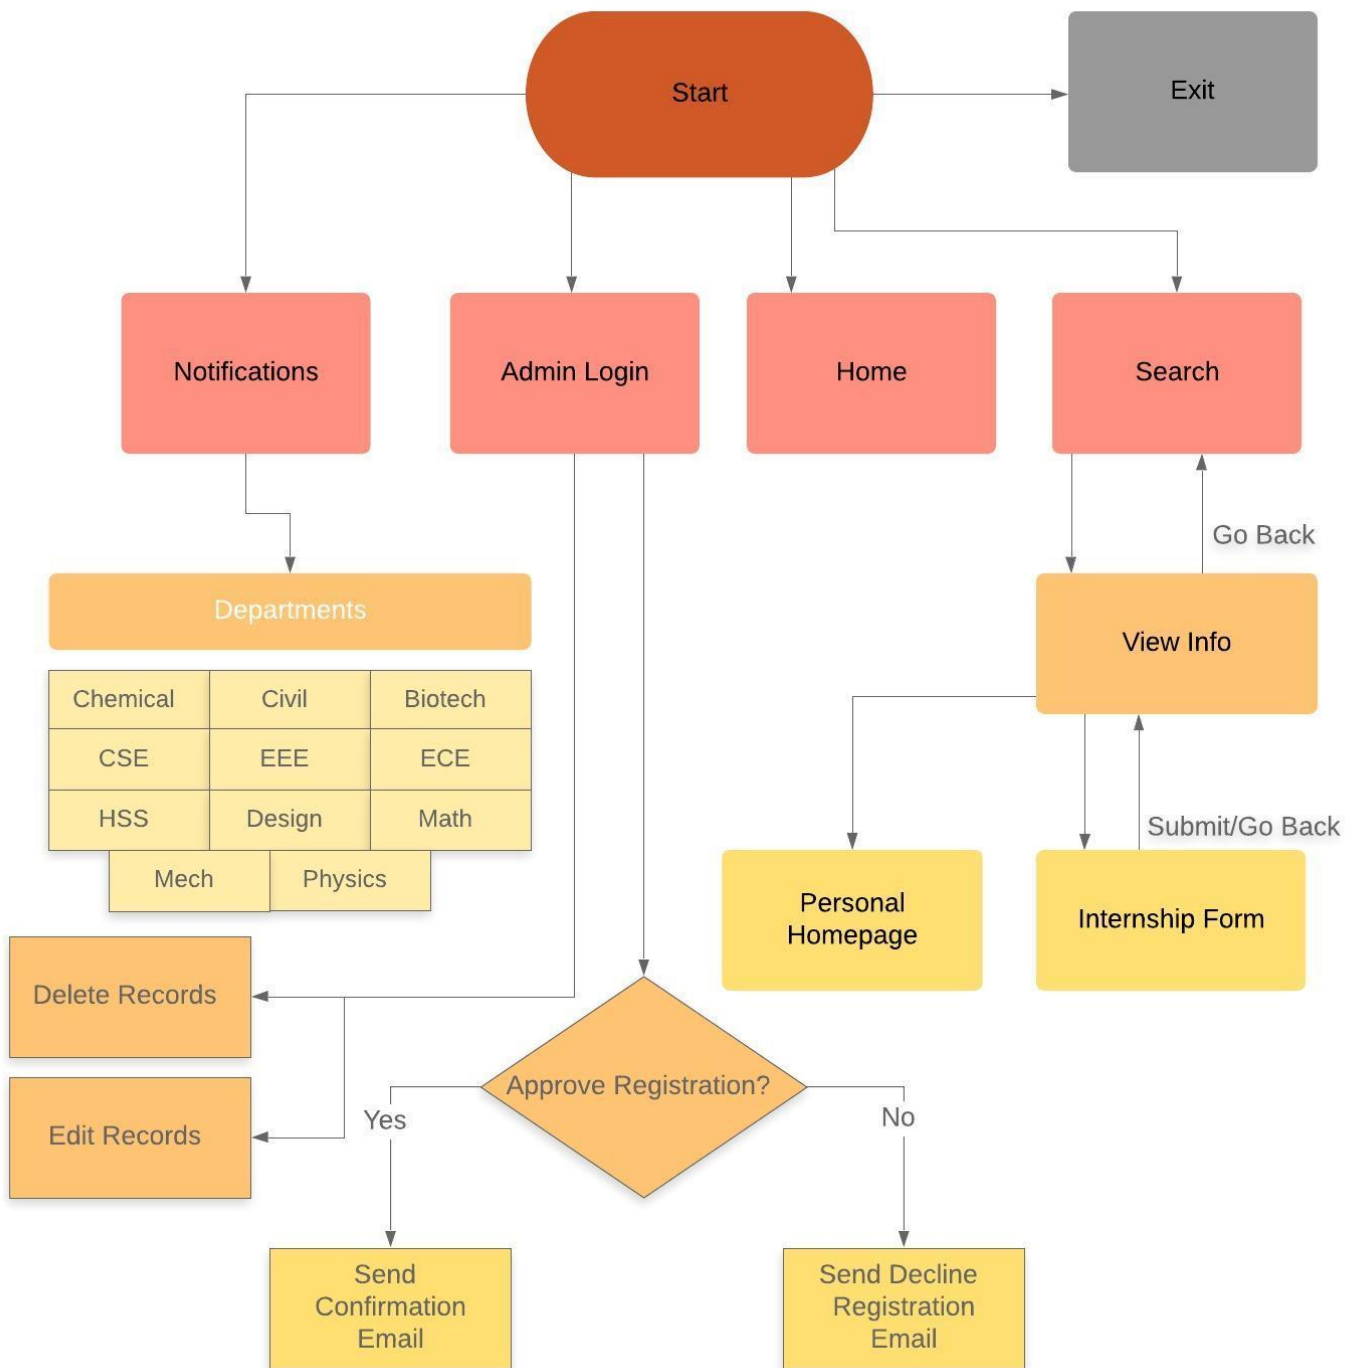 Start
Exit
Notifications
Admin Login
Home
Search
Go Back
Departments
View Info
Chemical
Civil
Biotech
CSE
EEE
ECE
HSS
Design
Math
Submit/Go Back
Mech
Physics
Personal
Homepage
Internship Form
Delete Records
Approve Registration?
Edit Records
Yes
No
Send
Confirmation
Email
Send Decline
Registration
Email